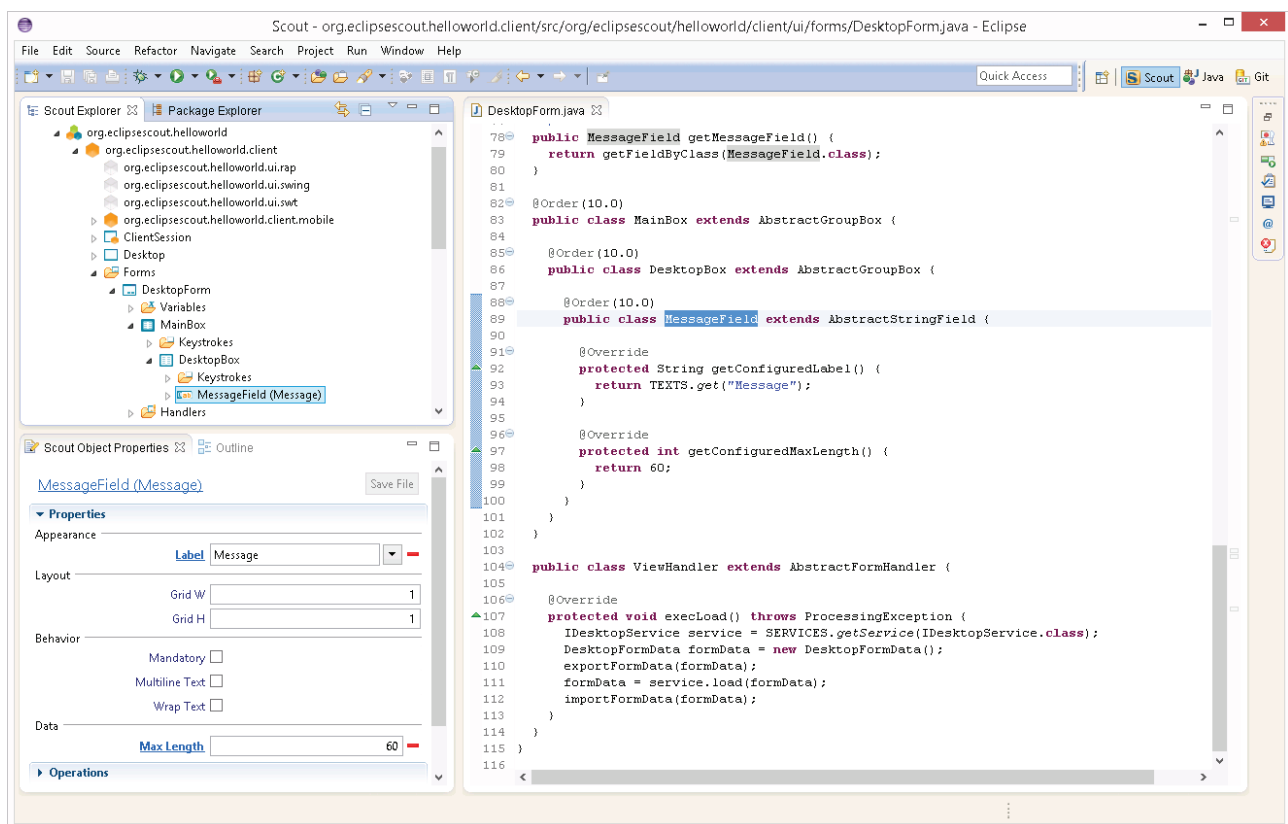 Scout - org.eclipsescout.helloworld.client/src/org/eclipsescout/helloworld/client/ui/forms/DesktopForm.java - Eclipse
File Edit Source Refactor Navigate Search Project Run Window Help
Quick Access
Scout
Java
Git
Scout Explorer
Package Explorer
org.eclipsescout.helloworld
org.eclipsescout.helloworld.client
org.eclipsescout.helloworld.ui.rap
org.eclipsescout.helloworld.ui.swing
org.eclipsescout.helloworld.ui.swt
org.eclipsescout.helloworld.client.mobile
ClientSession
Desktop
Forms
DesktopForm
Variables
MainBox
Keystrokes
DesktopBox
Keystrokes
MessageField (Message)
Handlers
Scout Object Properties
Outline
MessageField (Message)
Save File
Properties
Appearance
Label Message
Layout
Grid W 1
Grid H 1
Behavior
Mandatory
Multiline Text
Wrap Text
Data
Max Length 60
Operations
DesktopForm.java
78 public MessageField getMessageField() {
79 return getFieldByClass(MessageField.class);
80 }
81
82 @Order(10.0)
83 public class MainBox extends AbstractGroupBox {
84
85 @Order(10.0)
86 public class DesktopBox extends AbstractGroupBox {
87
88 @Order(10.0)
89 public class MessageField extends AbstractStringField {
90
91 @Override
92 protected String getConfiguredLabel() {
93 return TEXTS.get("Message");
94 }
95
96 @Override
97 protected int getConfiguredMaxLength() {
98 return 60;
99 }
100 }
101 }
102 }
103
104 public class ViewHandler extends AbstractFormHandler {
105
106 @Override
107 protected void execLoad() throws ProcessingException {
108 IDesktopService service = SERVICES.getService(IDesktopService.class);
109 DesktopFormData formData = new DesktopFormData();
110 exportFormData(formData);
111 formData = service.load(formData);
112 importFormData(formData);
113 }
114 }
115 }
116